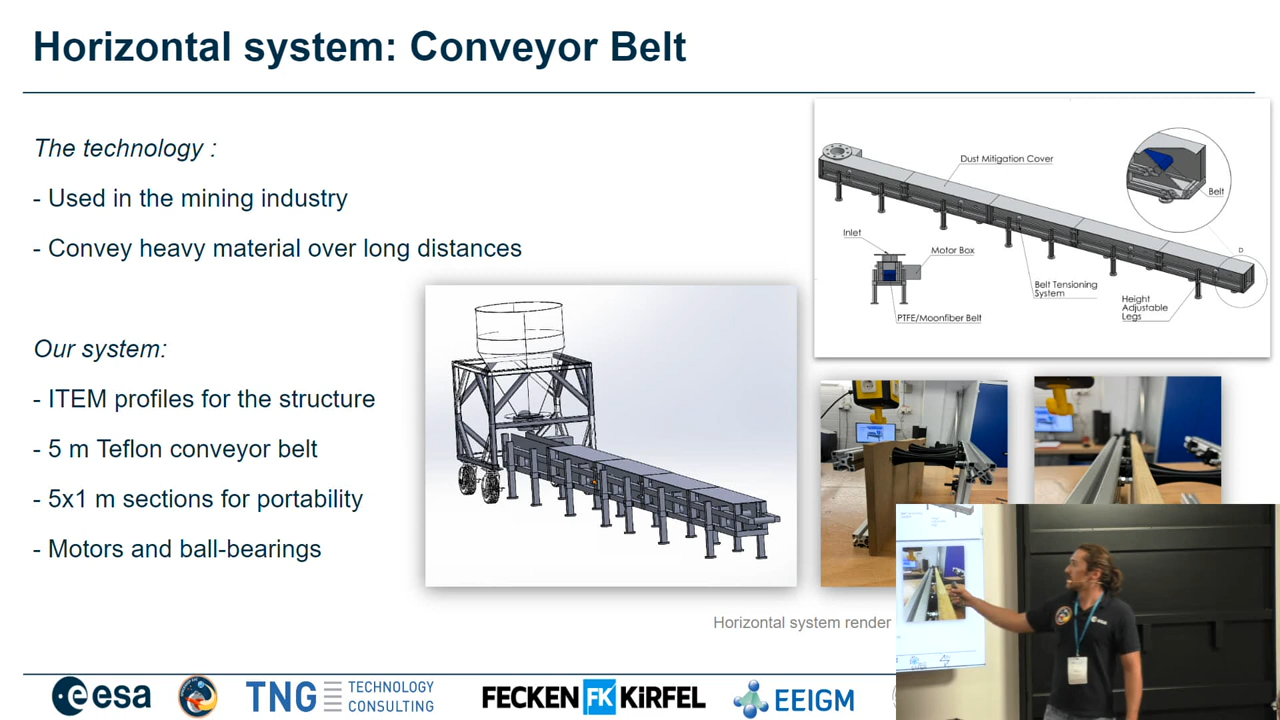 Horizontal system: Conveyor Belt
The technology :
- Used in the mining industry
- Convey heavy material over long distances
Our system:
- ITEM profiles for the structure
- 5 m Teflon conveyor belt
- 5x1 m sections for portability
- Motors and ball-bearings
Dust Mitigation Cover
Belt
Inlet
Motor Box
D
Belt Tensioning
System
Height
Adjustable
Legs
PTFE/Moonfiber Belt
Horizontal system render
esa
TNG TECHNOLOGY
CONSULTING
FECKEN FK KiRFEL
EEIGM
esa